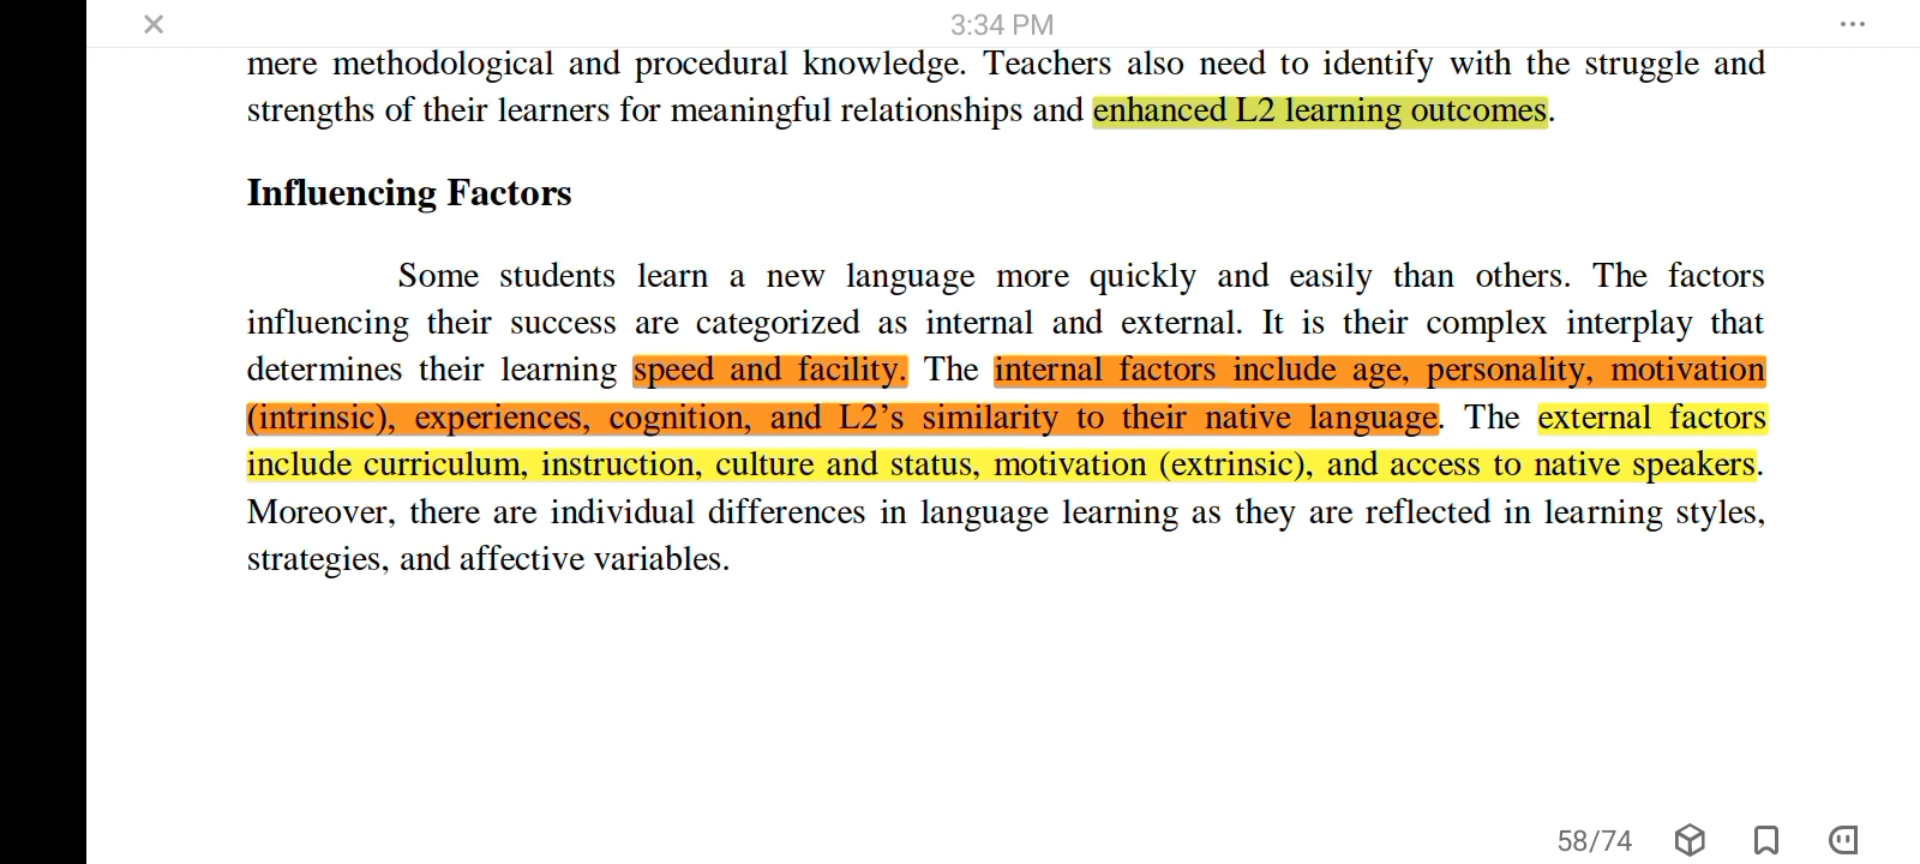 3:34 PM
mere methodological and procedural knowledge. Teachers also need to identify with the struggle and
strengths of their learners for meaningful relationships and enhanced L2 learning outcomes.
Influencing Factors
Some students learn a new language more quickly and easily than others. The factors
influencing their success are categorized as internal and external. It is their complex interplay that
determines their learning speed and facility. The internal factors include age, personality, motivation
(intrinsic), experiences, cognition, and L2’s similarity to their native language. The external factors
include curriculum, instruction, culture and status, motivation (extrinsic), and access to native speakers.
Moreover, there are individual differences in language learning as they are reflected in learning styles,
strategies, and affective variables.
58/74